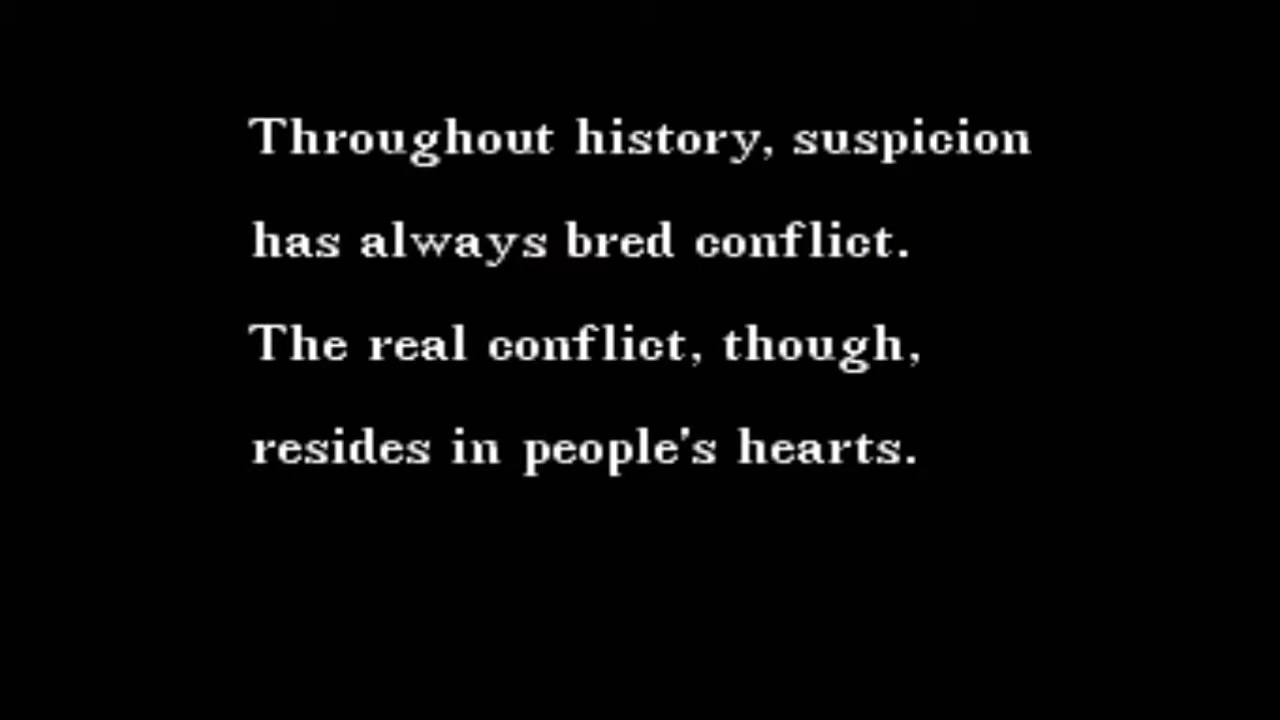 Throughout history, suspicion
has always bred conflict.
The real conflict, though,
resides in people's hearts.